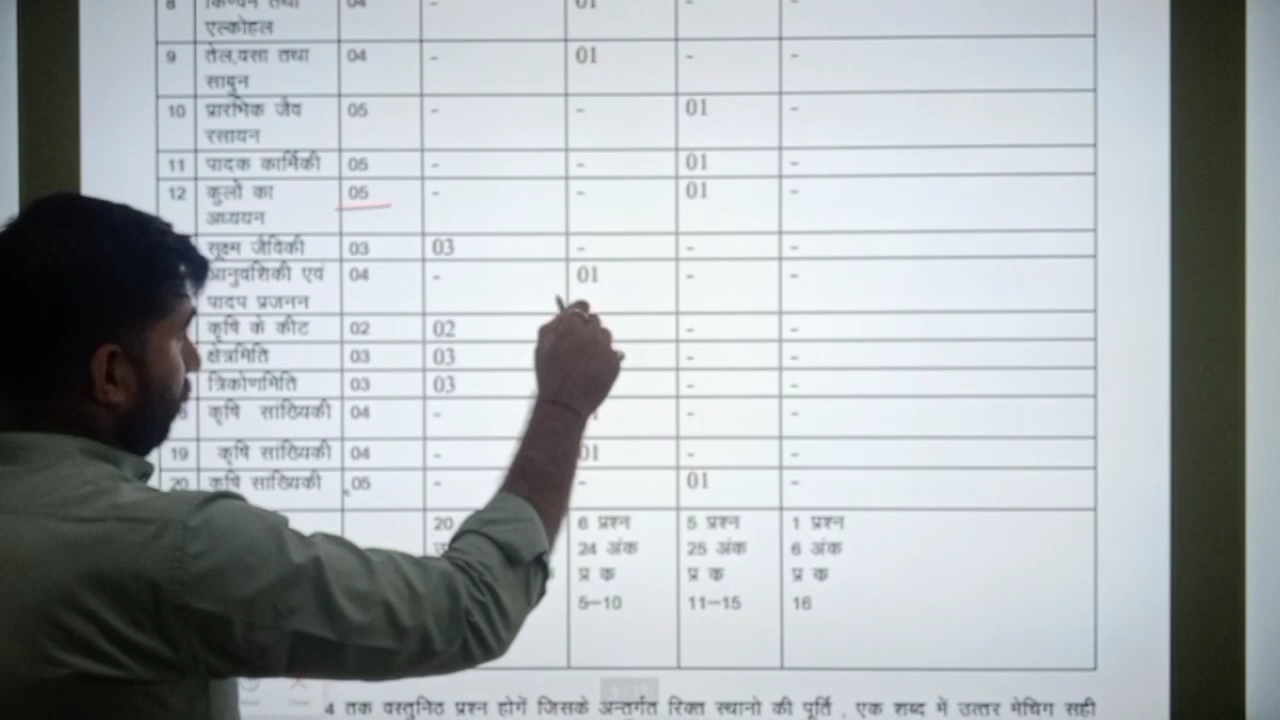 8 किण्वन तथा 04 - 01 - -
एल्कोहल
9 तेल,वसा तथा 04 - 01 - -
साबुन
10 प्रारंभिक जैव 05 - - 01 -
रसायन
11 पादक कार्मिकी 05 - - 01 -
12 कुलों का 05 - - 01 -
अध्ययन
सूक्ष्म जैविकी 03 03 - - -
आनुवंशिकी एवं 04 - 01 - -
पादप प्रजनन
कृषि के कीट 02 02 - -
क्षेत्रमिति 03 03 - -
त्रिकोणमिति 03 03 - -
कृषि सांख्यिकी 04 - - -
19 कृषि सांख्यिकी 04 - 01 - -
20 कृषि सांख्यिकी 05 - - 01 -
20 6 प्रश्न 5 प्रश्न 1 प्रश्न
24 अंक 25 अंक 6 अंक
प्र क प्र क प्र क
5–10 11–15 16
4 तक वस्तुनिठ प्रश्न होगें जिसके अन्तर्गत रिक्त स्थानो की पूर्ति , एक शब्द में उत्तर मेचिग सही